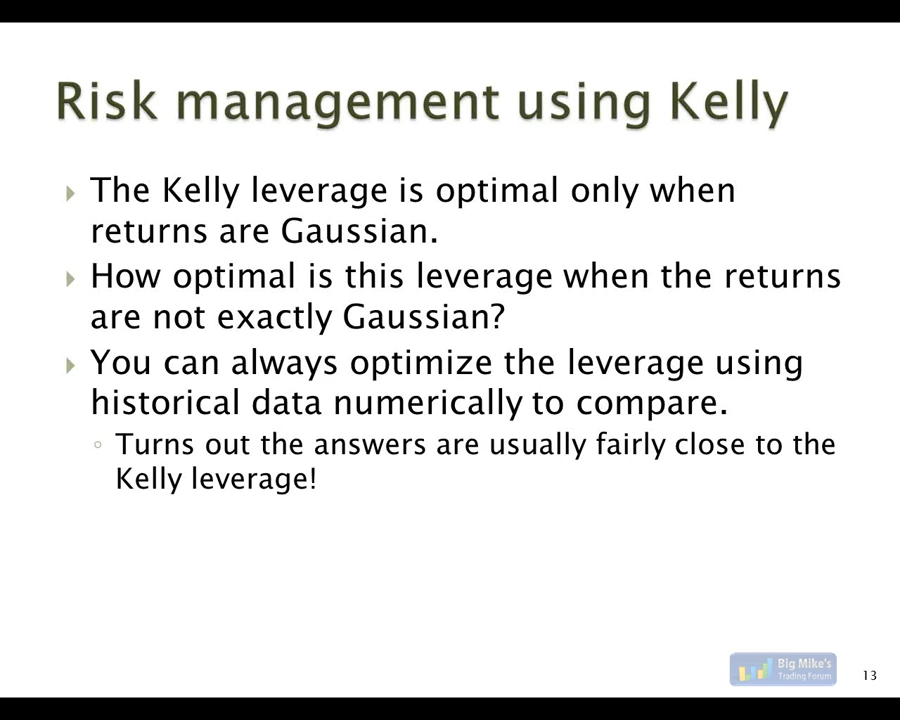 Risk management using Kelly
The Kelly leverage is optimal only when
returns are Gaussian.
How optimal is this leverage when the returns
are not exactly Gaussian?
You can always optimize the leverage using
historical data numerically to compare.
Turns out the answers are usually fairly close to the
Kelly leverage!
Big Mike's
Trading Forum
13